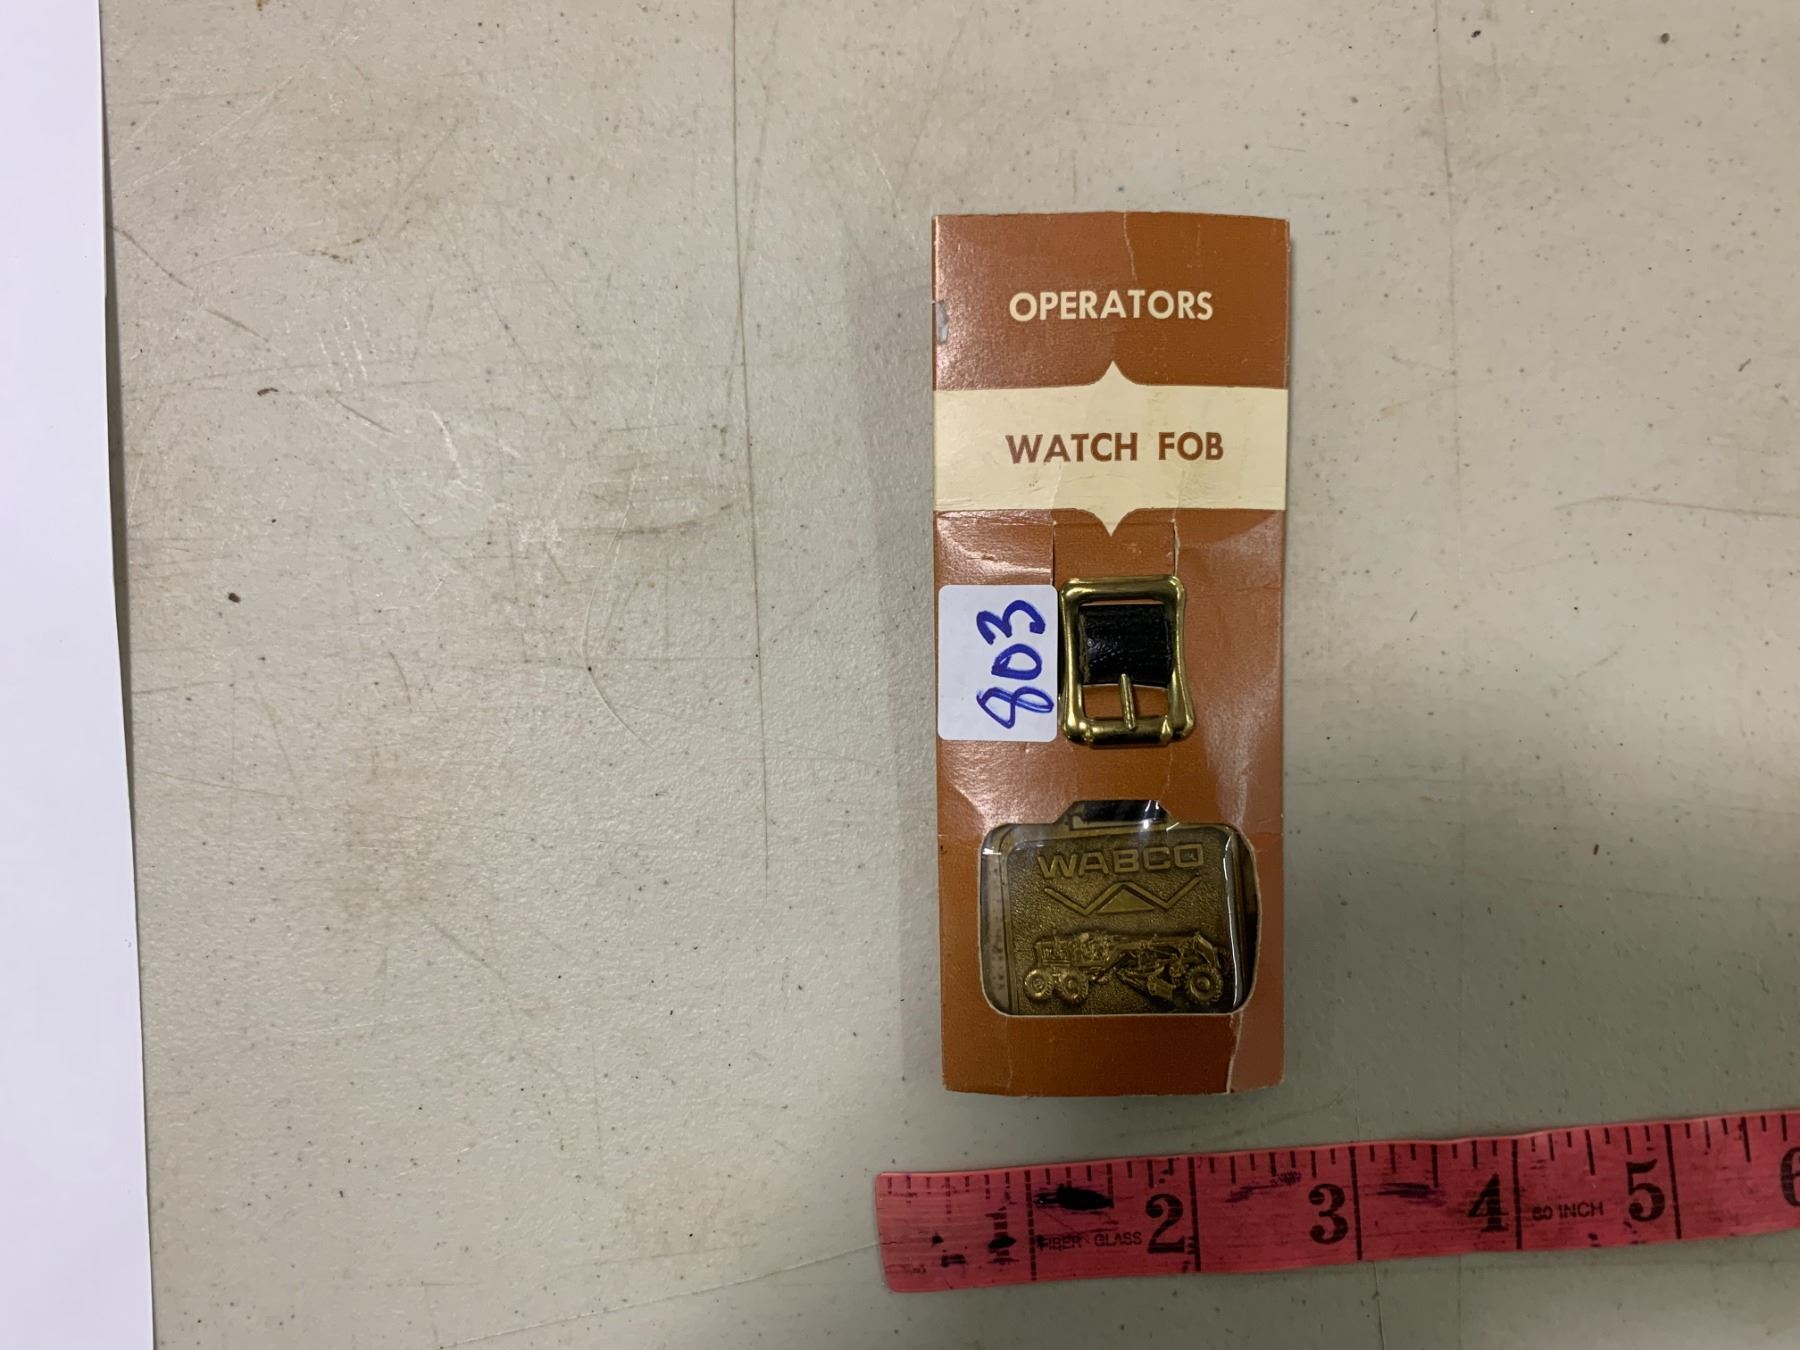 OPERATORS
WATCH FOB
803
WABCO
2 3 4 5 6
FIBER - GLASS
60 INCH